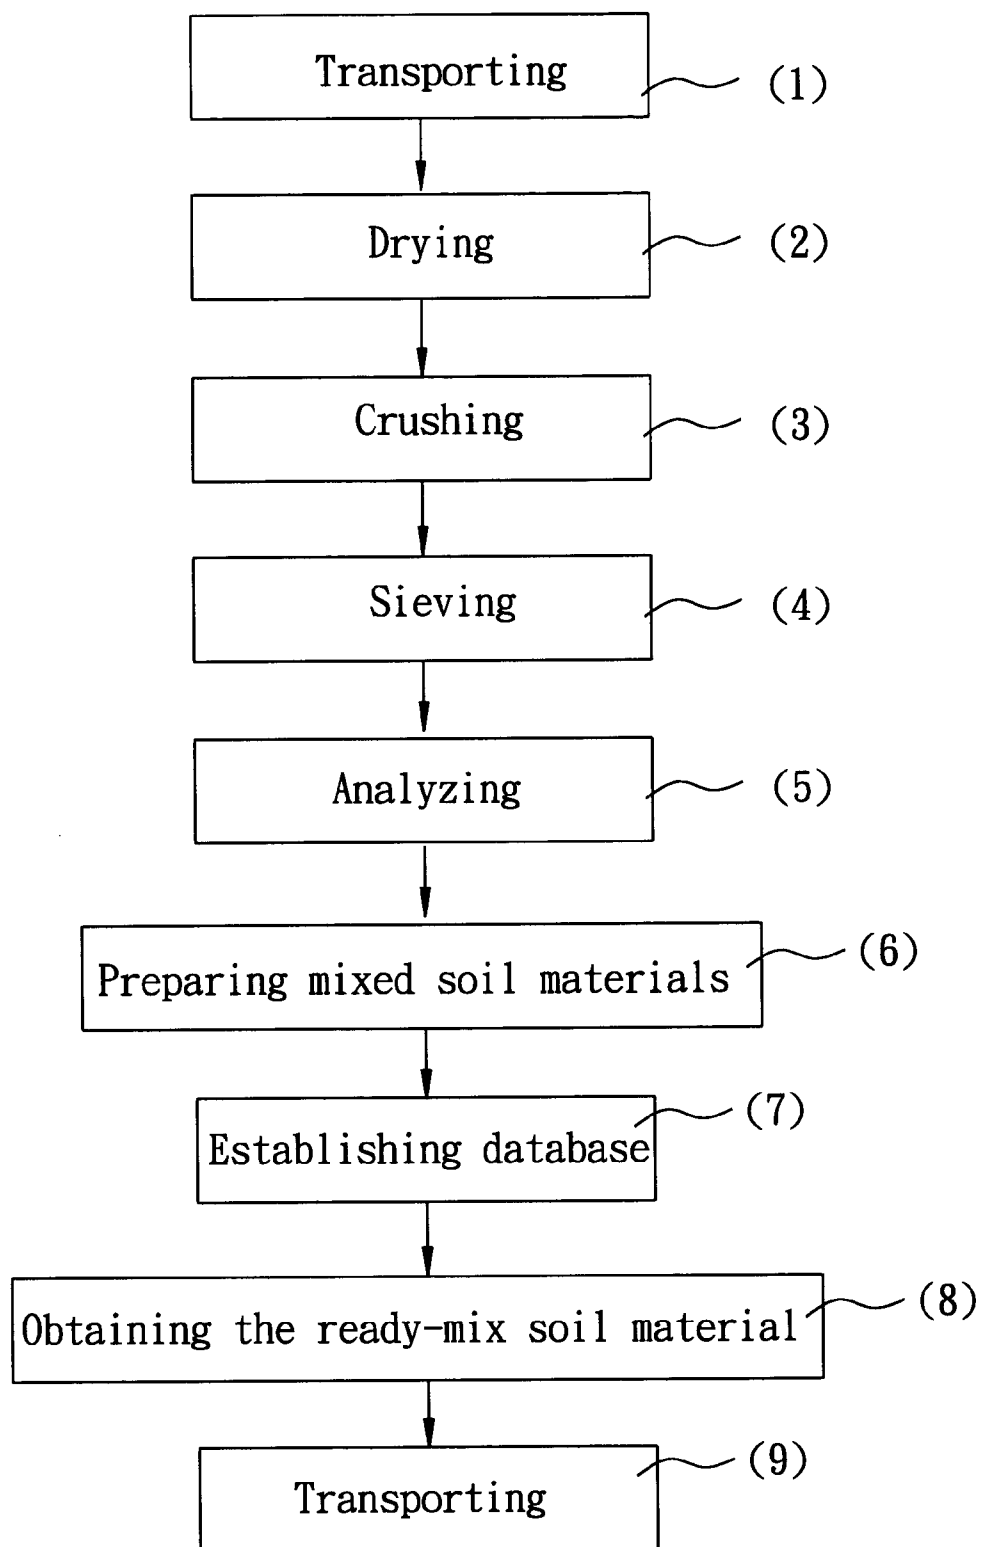 Transporting (1)
Drying (2)
Crushing (3)
Sieving (4)
Analyzing (5)
Preparing mixed soil materials (6)
Establishing database (7)
Obtaining the ready-mix soil material (8)
Transporting (9)